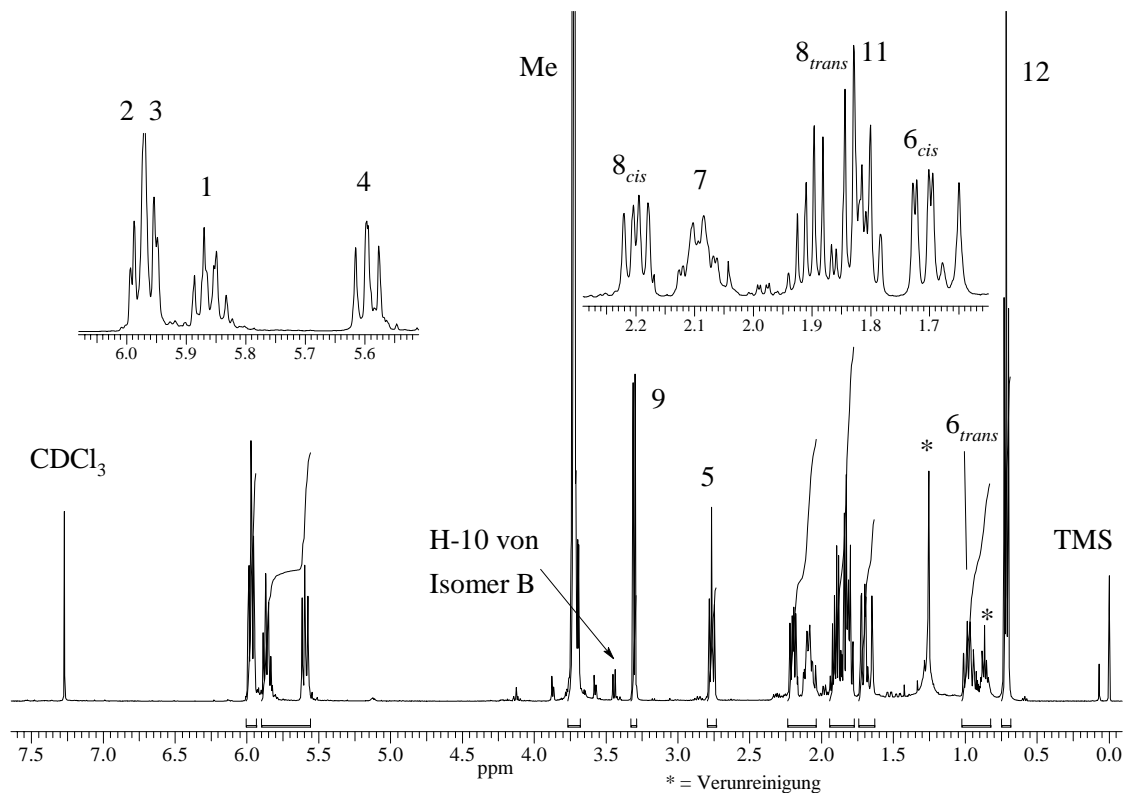 2 3
1
4
6.0 5.9 5.8 5.7 5.6
Me
8trans 11
8cis
7
6cis
2.2 2.1 2.0 1.9 1.8 1.7
12
CDCl3
H-10 von
Isomer B
9
5
*
6trans
*
TMS
7.5 7.0 6.5 6.0 5.5 5.0 4.5 4.0 3.5 3.0 2.5 2.0 1.5 1.0 0.5 0.0
ppm
* = Verunreinigung